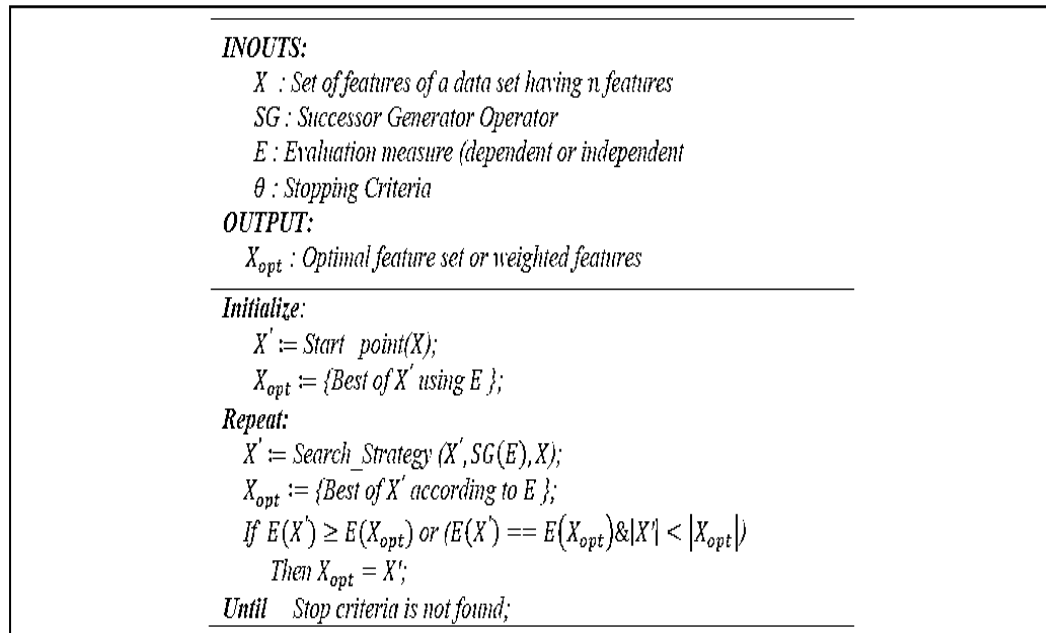 INOUTS:
X : Set of features of a data set having n features
SG : Successor Generator Operator
E : Evaluation measure (dependent or independent
θ : Stopping Criteria
OUTPUT:
X_opt : Optimal feature set or weighted features
Initialize:
X' := Start point(X);
X_opt := {Best of X' using E };
Repeat:
X' := Search_Strategy (X', SG(E), X);
X_opt := {Best of X' according to E };
If E(X') ≥ E(X_opt) or (E(X') == E(X_opt)&|X'| < |X_opt|)
Then X_opt = X';
Until Stop criteria is not found;